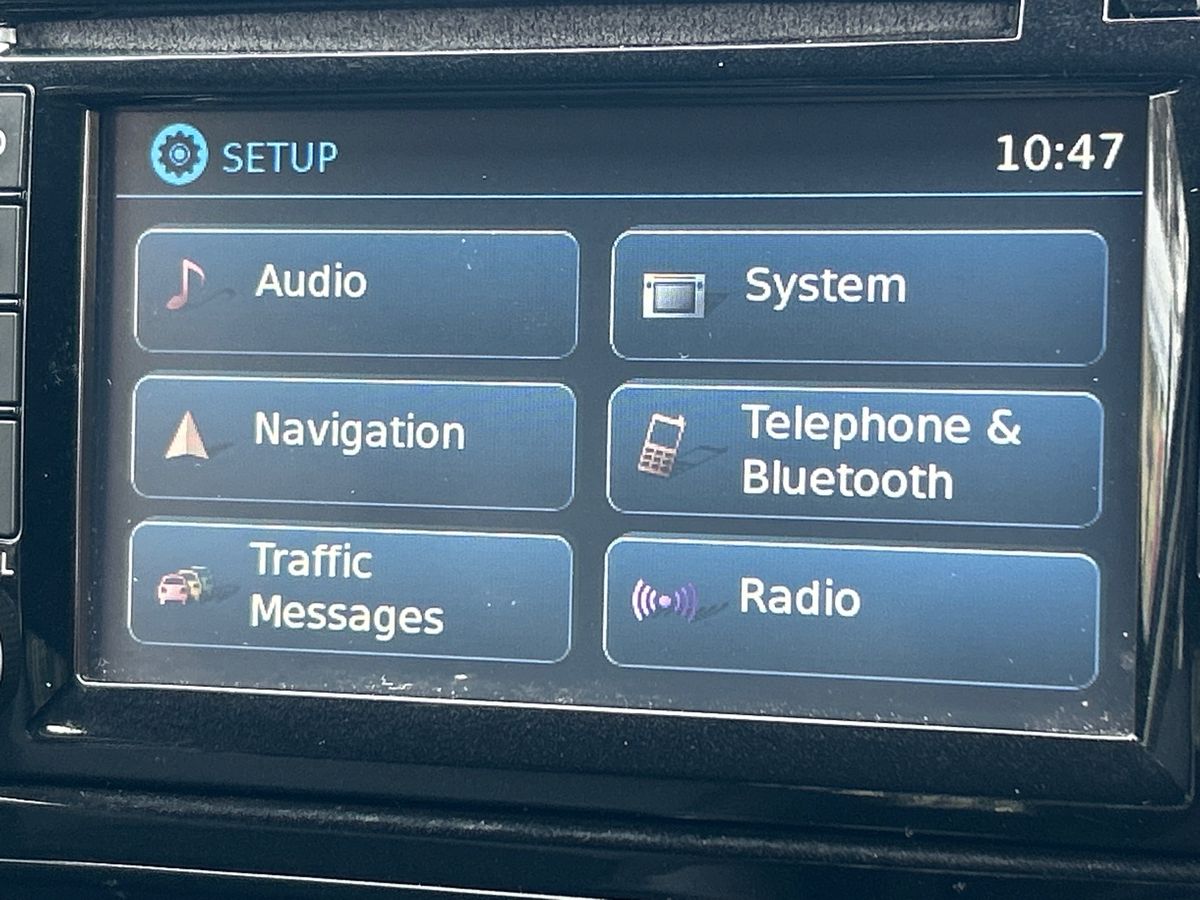 SETUP
10:47
Audio
System
Navigation
Telephone &
Bluetooth
Traffic
Messages
Radio
L